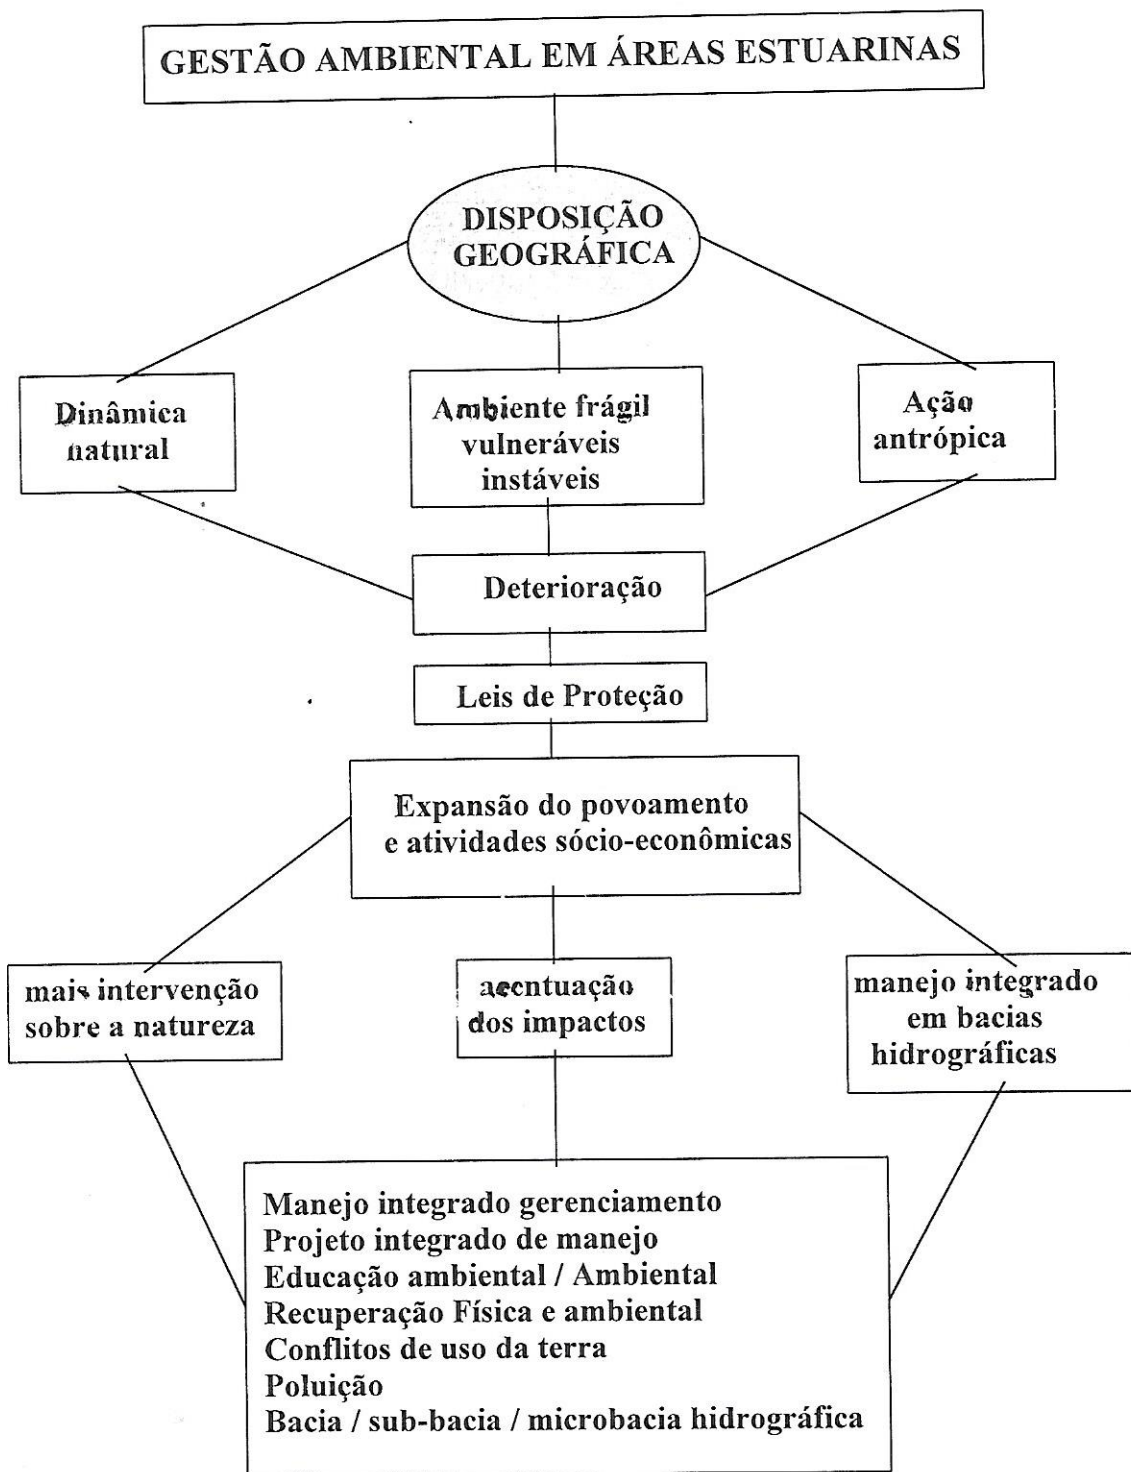 GESTÃO AMBIENTAL EM ÁREAS ESTUARINAS
DISPOSIÇÃO
GEOGRÁFICA
Dinâmica
natural
Ambiente frágil
vulneráveis
instáveis
Ação
antrópica
Deterioração
Leis de Proteção
Expansão do povoamento
e atividades sócio-econômicas
mais intervenção
sobre a natureza
acentuação
dos impactos
manejo integrado
em bacias
hidrográficas
Manejo integrado gerenciamento
Projeto integrado de manejo
Educação ambiental / Ambiental
Recuperação Física e ambiental
Conflitos de uso da terra
Poluição
Bacia / sub-bacia / microbacia hidrográfica